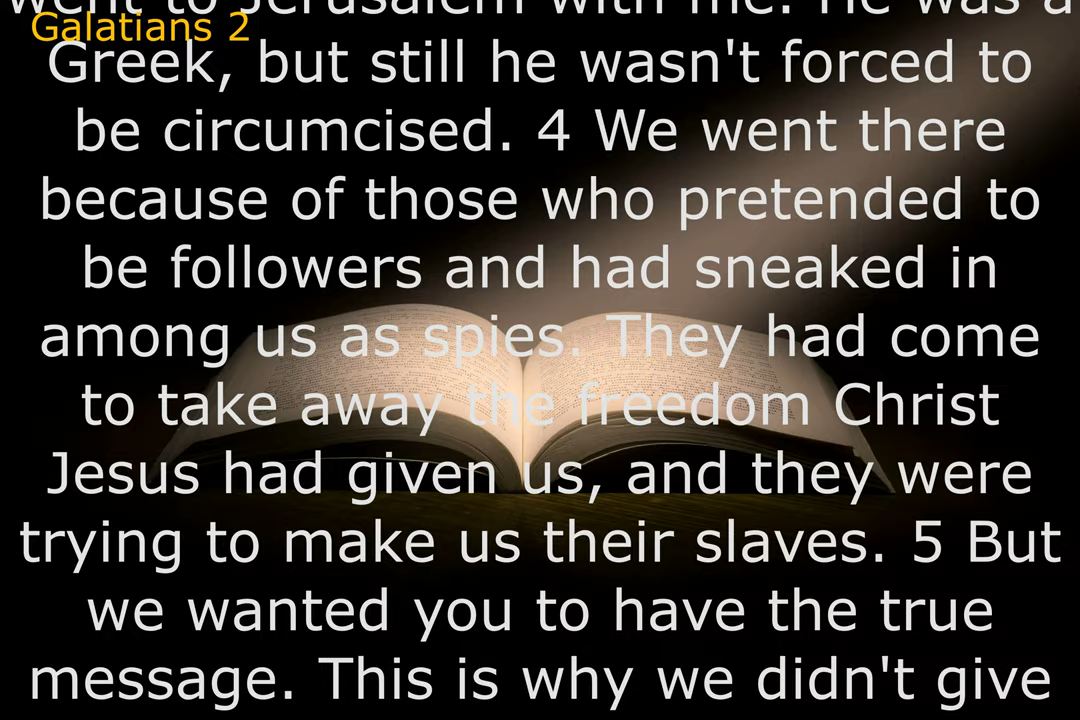 went to Jerusalem with me. He was a
Galatians 2
Greek, but still he wasn't forced to
be circumcised. 4 We went there
because of those who pretended to
be followers and had sneaked in
among us as spies. They had come
to take away the freedom Christ
Jesus had given us, and they were
trying to make us their slaves. 5 But
we wanted you to have the true
message. This is why we didn't give